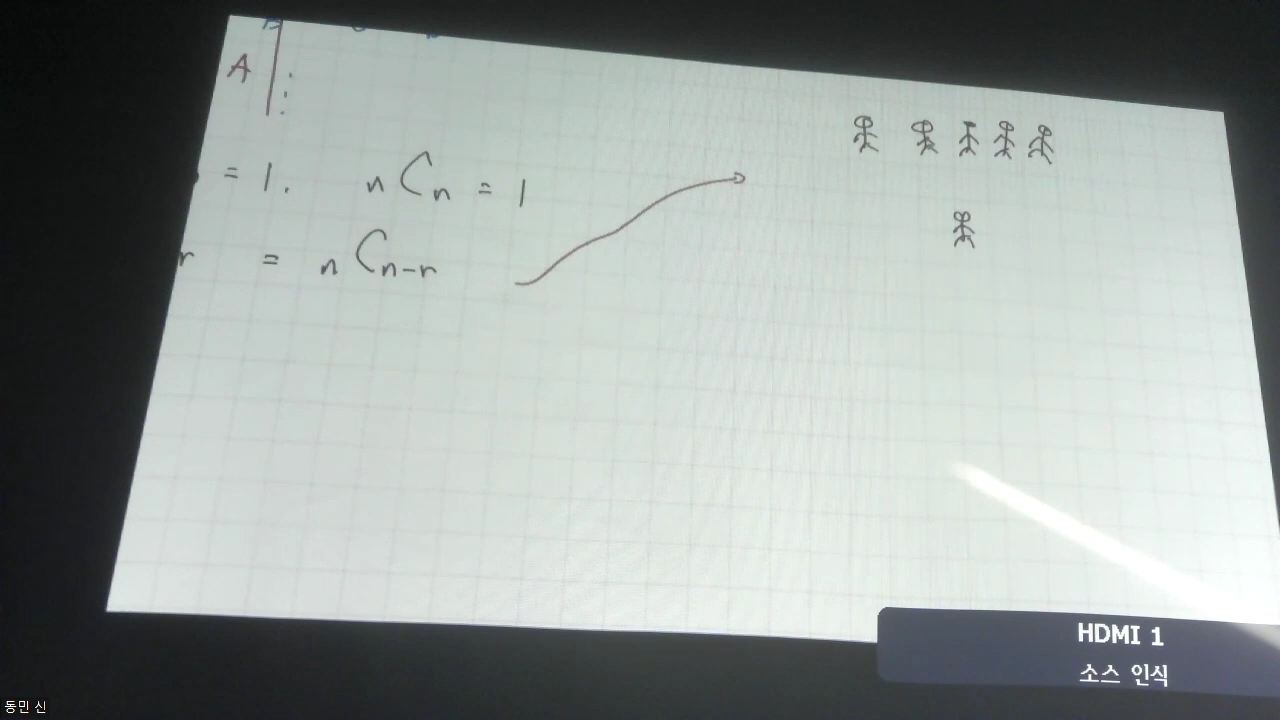 A
= 1. nCn = 1
r = nCn-r
HDMI 1
소스 인식
동민 신